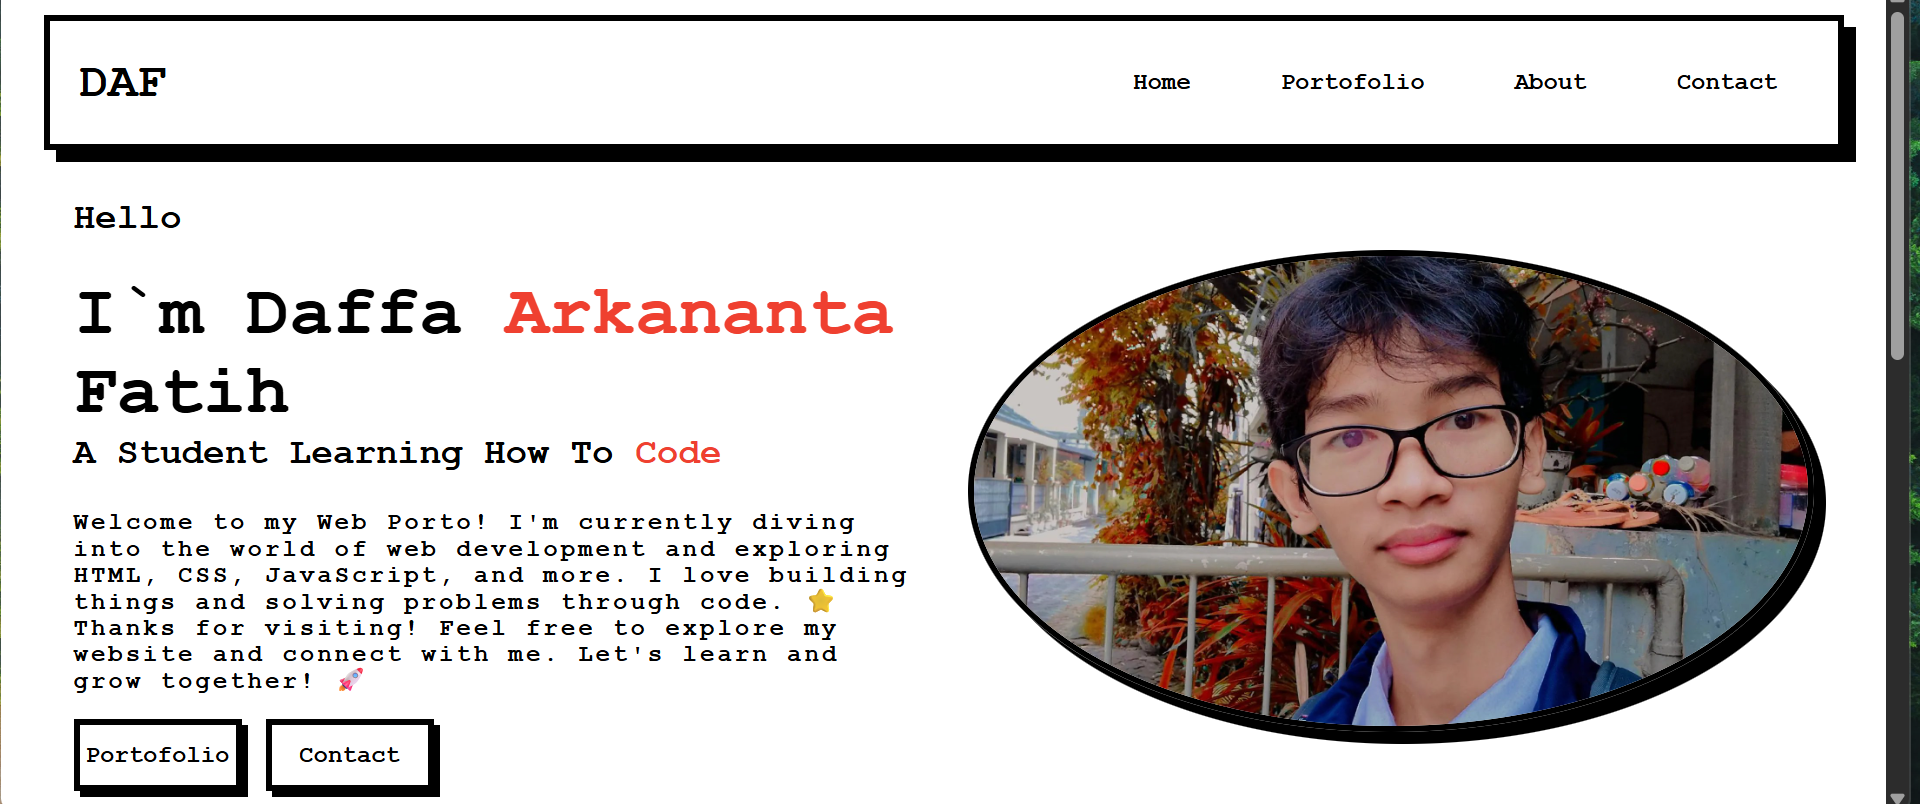 DAF
Home Portofolio About Contact
Hello
I`m Daffa Arkananta
Fatih
A Student Learning How To Code
Welcome to my Web Porto! I'm currently diving
into the world of web development and exploring
HTML, CSS, JavaScript, and more. I love building
things and solving problems through code. ⭐
Thanks for visiting! Feel free to explore my
website and connect with me. Let's learn and
grow together! 🚀
Portofolio Contact